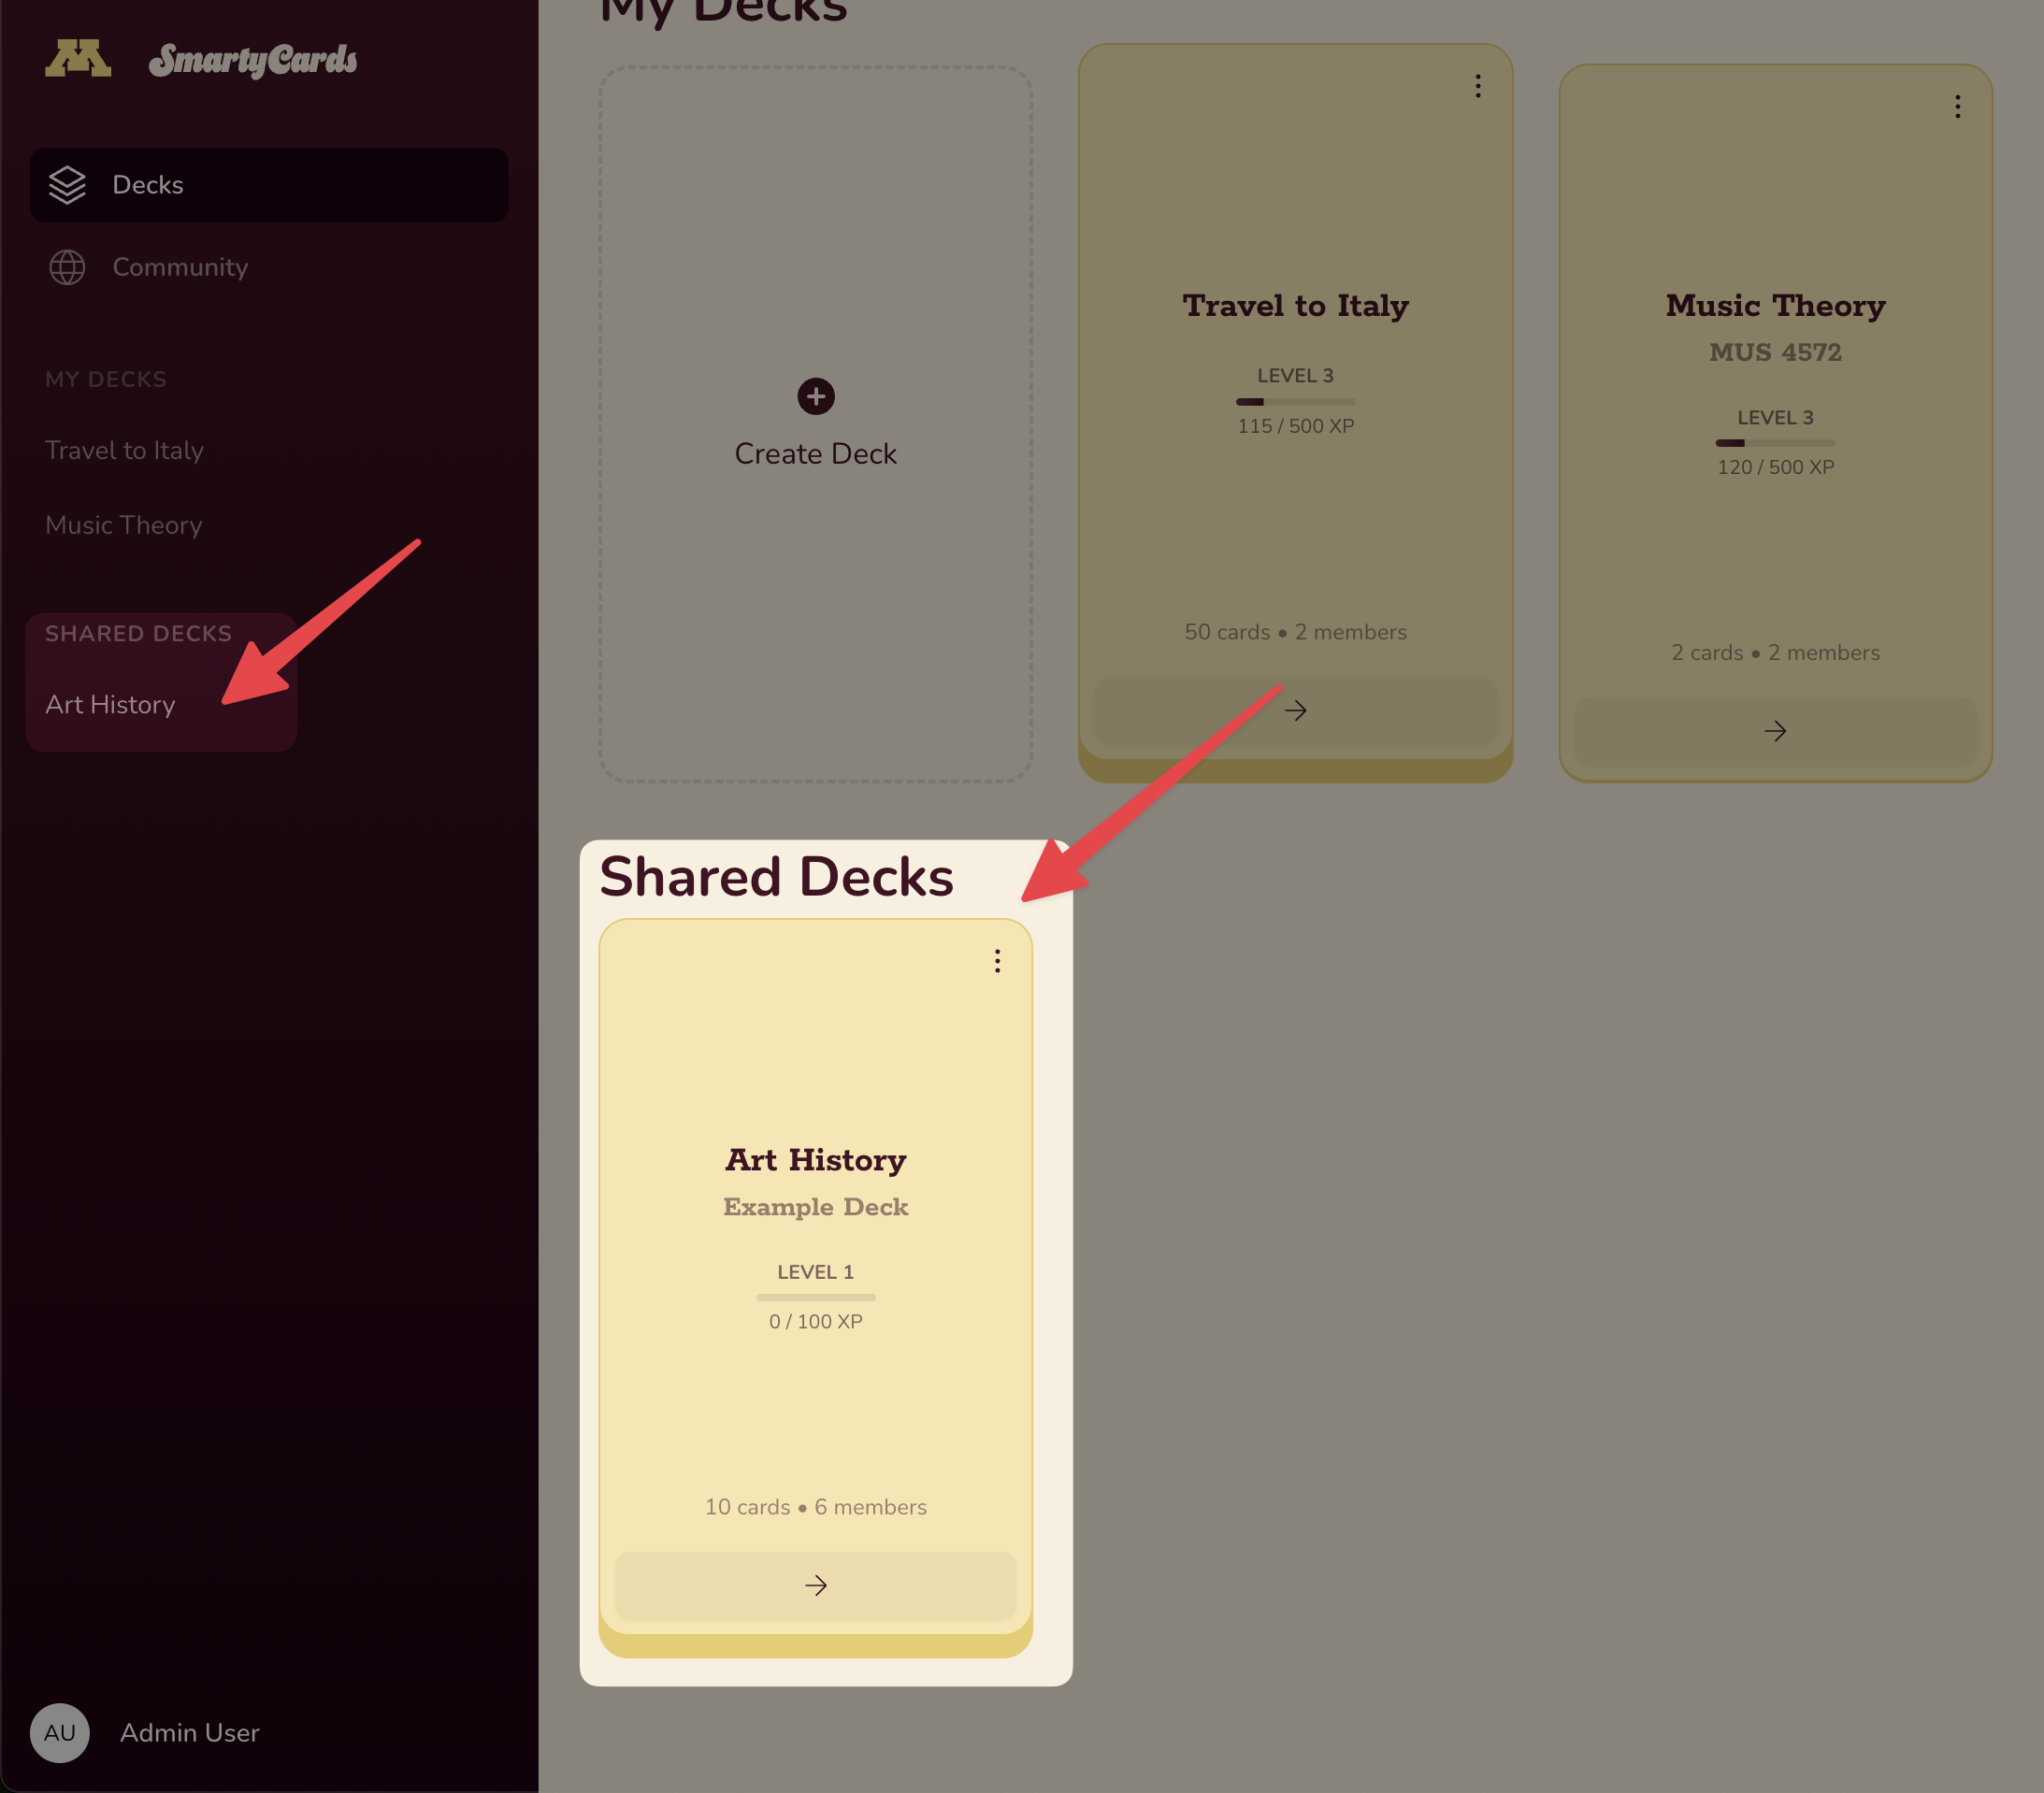 SmartyCards
Decks
Community
MY DECKS
Travel to Italy
Music Theory
SHARED DECKS
Art History
AU
Admin User
My Decks
Create Deck
Travel to Italy
LEVEL 3
115 / 500 XP
50 cards • 2 members
Music Theory
MUS 4572
LEVEL 3
120 / 500 XP
2 cards • 2 members
Shared Decks
Art History
Example Deck
LEVEL 1
0 / 100 XP
10 cards • 6 members